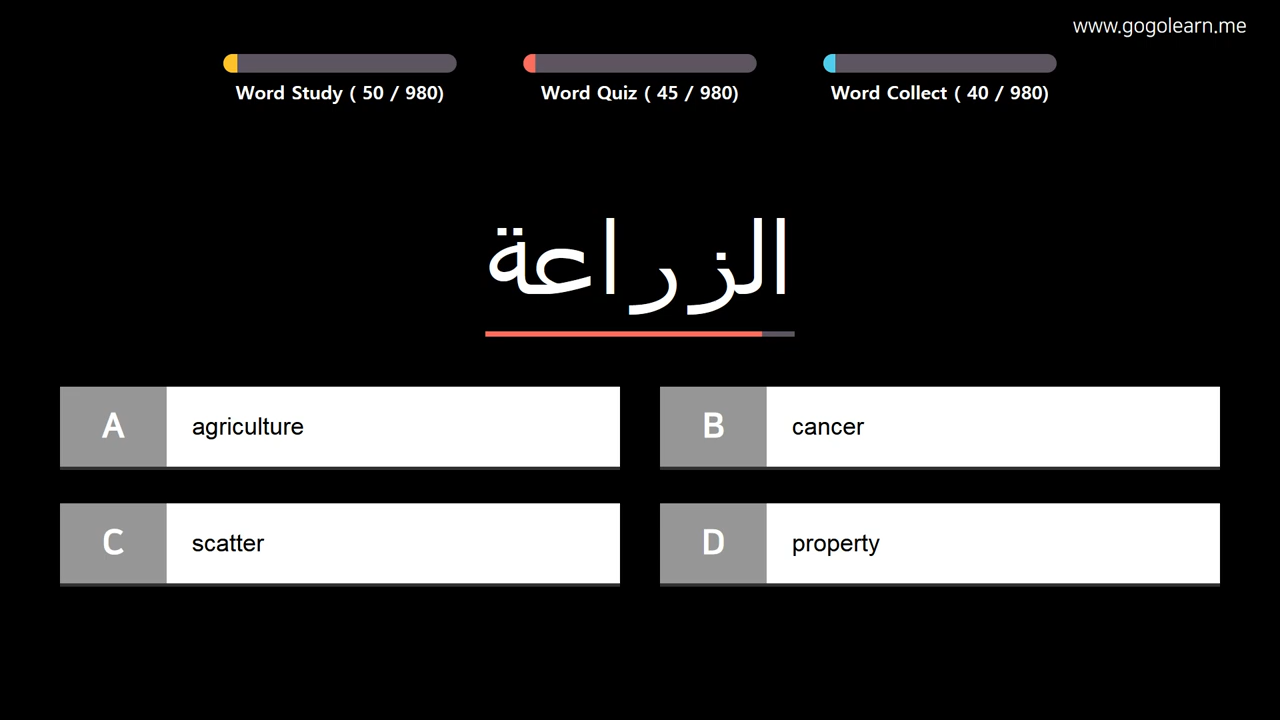 www.gogolearn.me
Word Study ( 50 / 980)
Word Quiz ( 45 / 980)
Word Collect ( 40 / 980)
الزراعة
A agriculture
B cancer
C scatter
D property